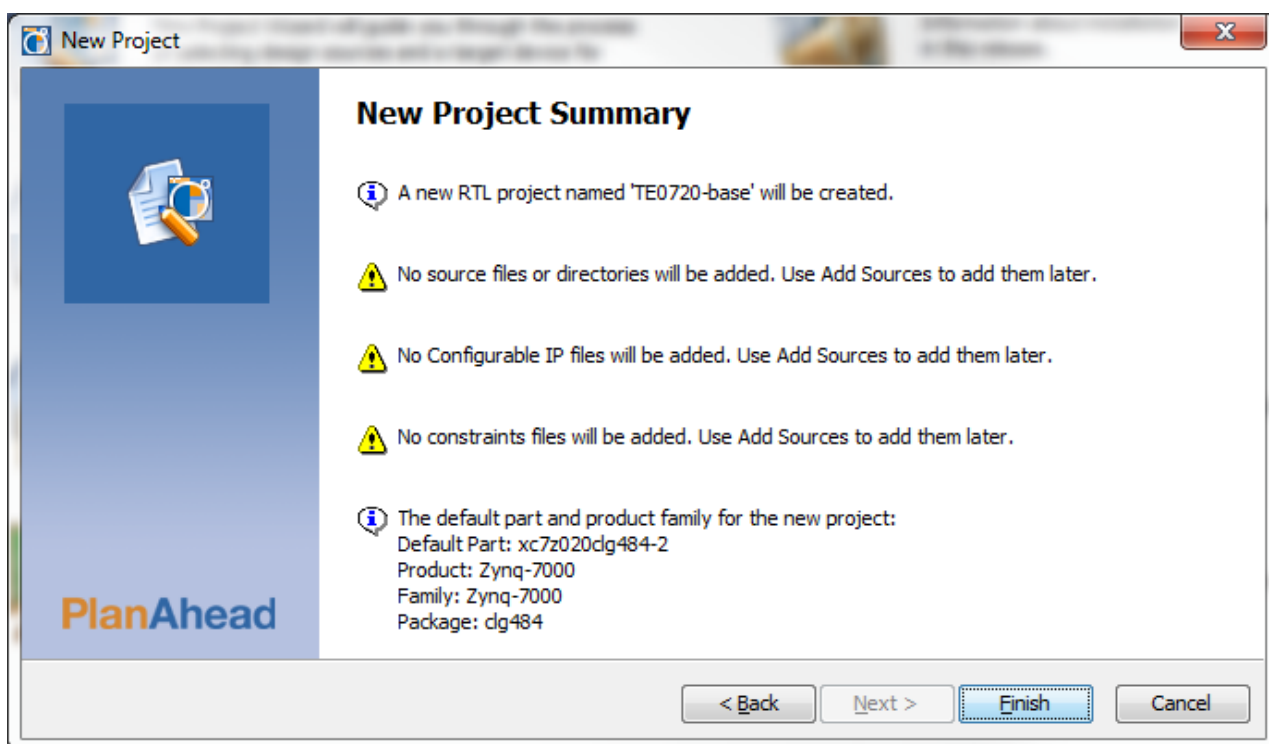 New Project
New Project Summary
A new RTL project named 'TE0720-base' will be created.
No source files or directories will be added. Use Add Sources to add them later.
No Configurable IP files will be added. Use Add Sources to add them later.
No constraints files will be added. Use Add Sources to add them later.
The default part and product family for the new project:
Default Part: xc7z020clg484-2
Product: Zynq-7000
Family: Zynq-7000
Package: clg484
PlanAhead
< Back
Next >
Finish
Cancel